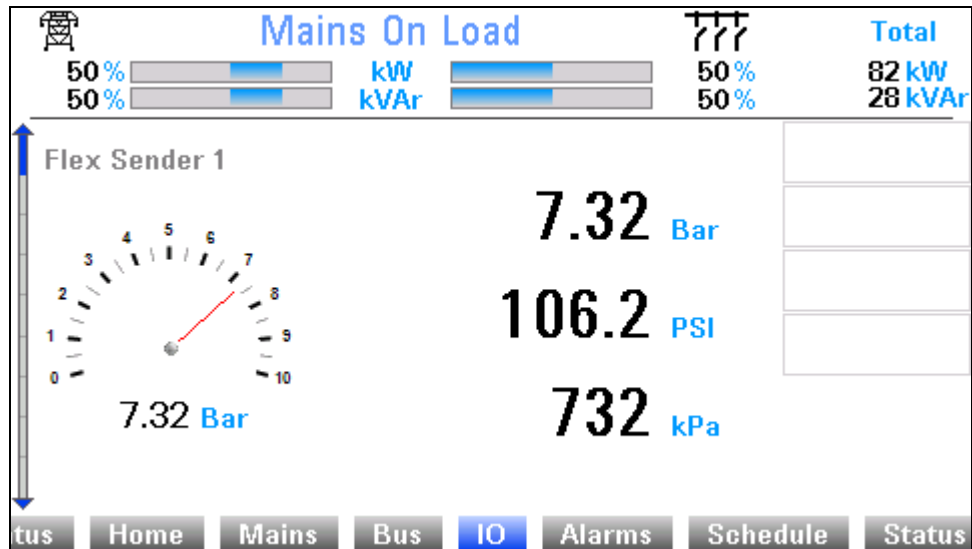 Mains On Load Total
50 % kW 50 % 82 kW
50 % kVAr 50 % 28 kVAr
Flex Sender 1
7.32 Bar
106.2 PSI
732 kPa
0 1 2 3 4 5 6 7 8 9 10
7.32 Bar
tus Home Mains Bus IO Alarms Schedule Status